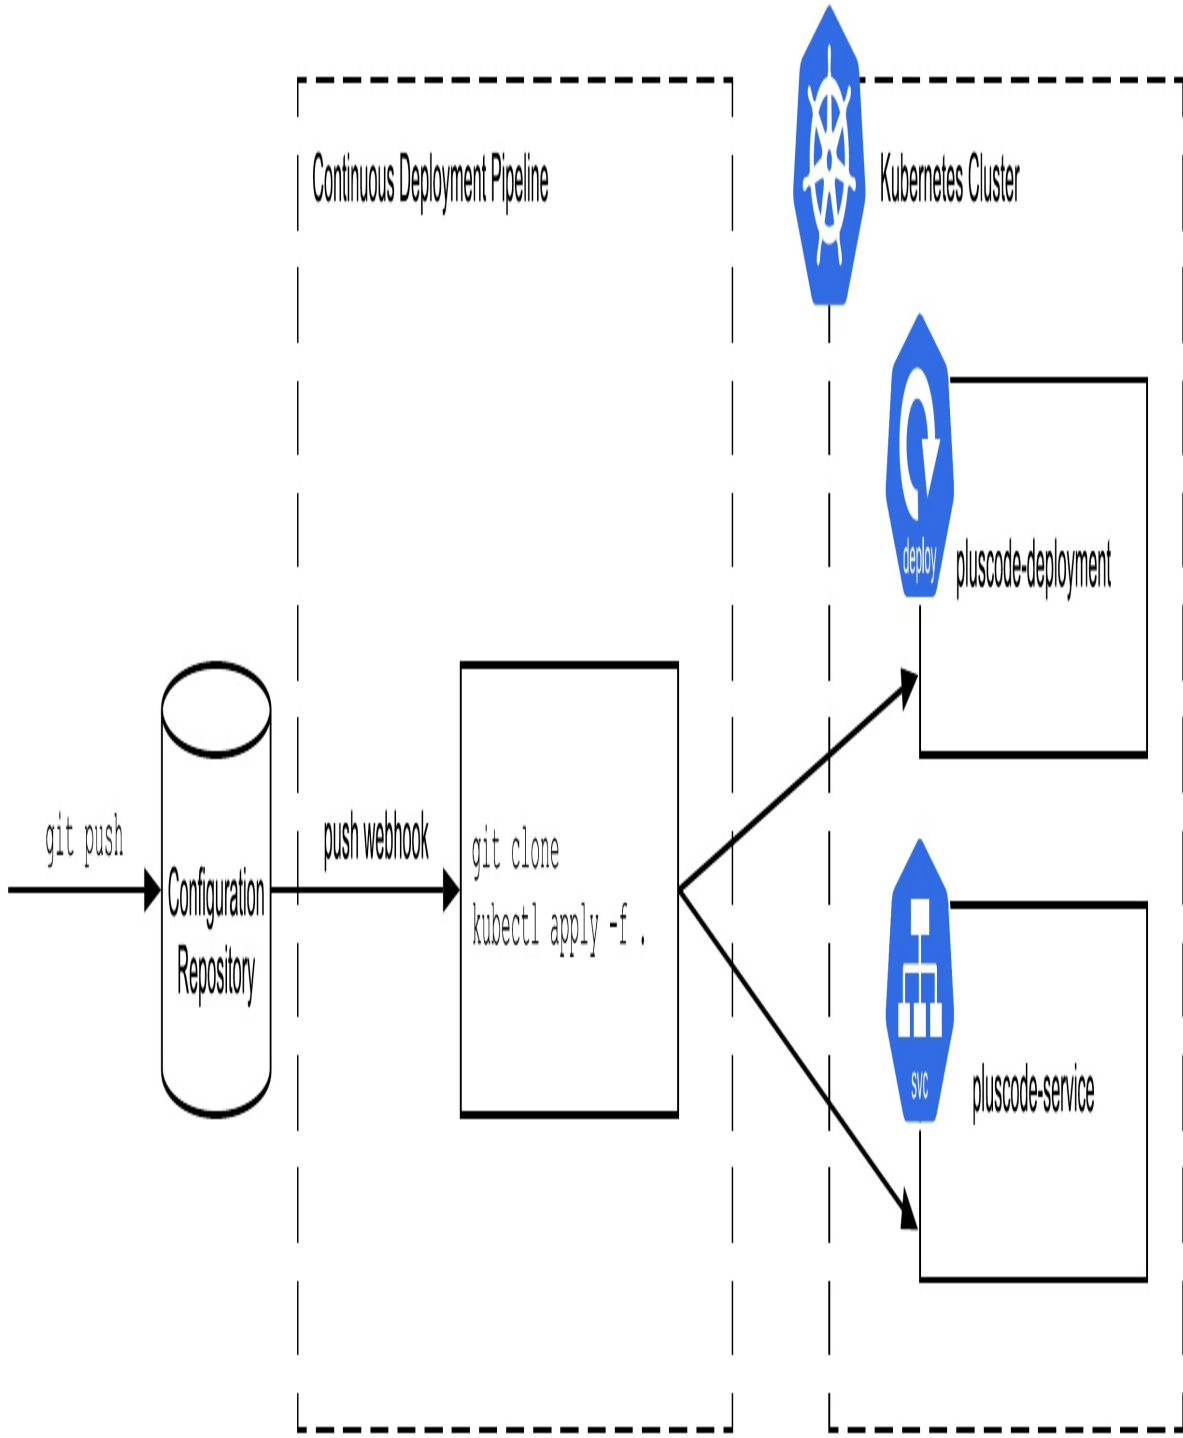 Continuous Deployment Pipeline
Kubernetes Cluster
deploy
pluscode-deployment
git push
Configuration
Repository
push webhook
git clone
kubectl apply -f .
svc
pluscode-service